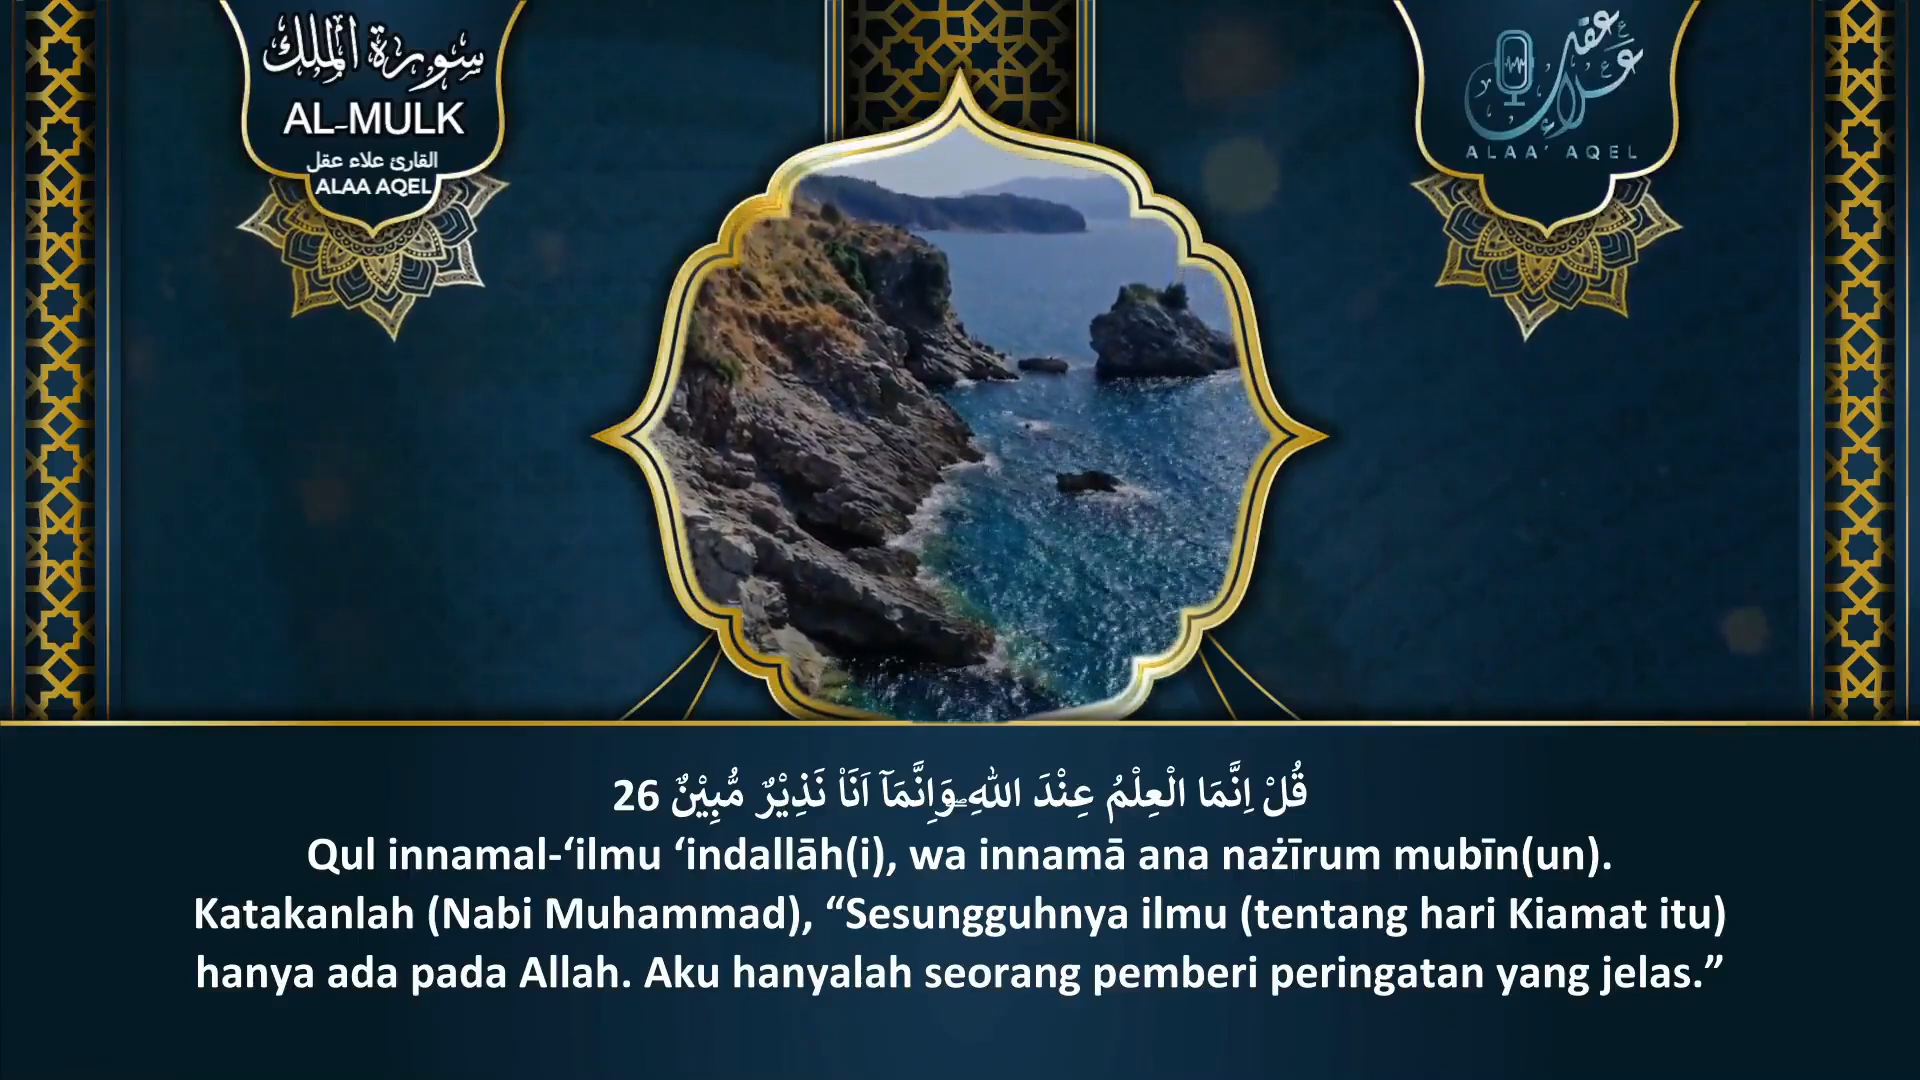 سورة الملك
AL-MULK
القارئ علاء عقل
ALAA AQEL
علاء عقل
ALAA' AQEL
قُلْ اِنَّمَا الْعِلْمُ عِنْدَ اللّٰهِ ۖوَاِنَّمَآ اَنَا۠ نَذِيْرٌ مُّبِيْنٌ 26
Qul innamal-‘ilmu ‘indallāh(i), wa innamā ana nażīrum mubīn(un).
Katakanlah (Nabi Muhammad), “Sesungguhnya ilmu (tentang hari Kiamat itu)
hanya ada pada Allah. Aku hanyalah seorang pemberi peringatan yang jelas.”